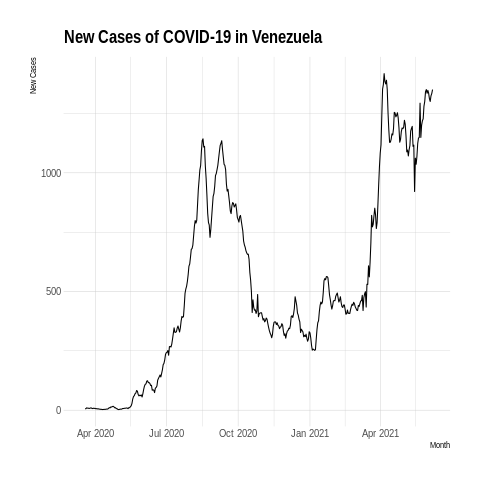 New Cases of COVID-19 in Venezuela
New Cases
1000
500
0
Apr 2020 Jul 2020 Oct 2020 Jan 2021 Apr 2021
Month